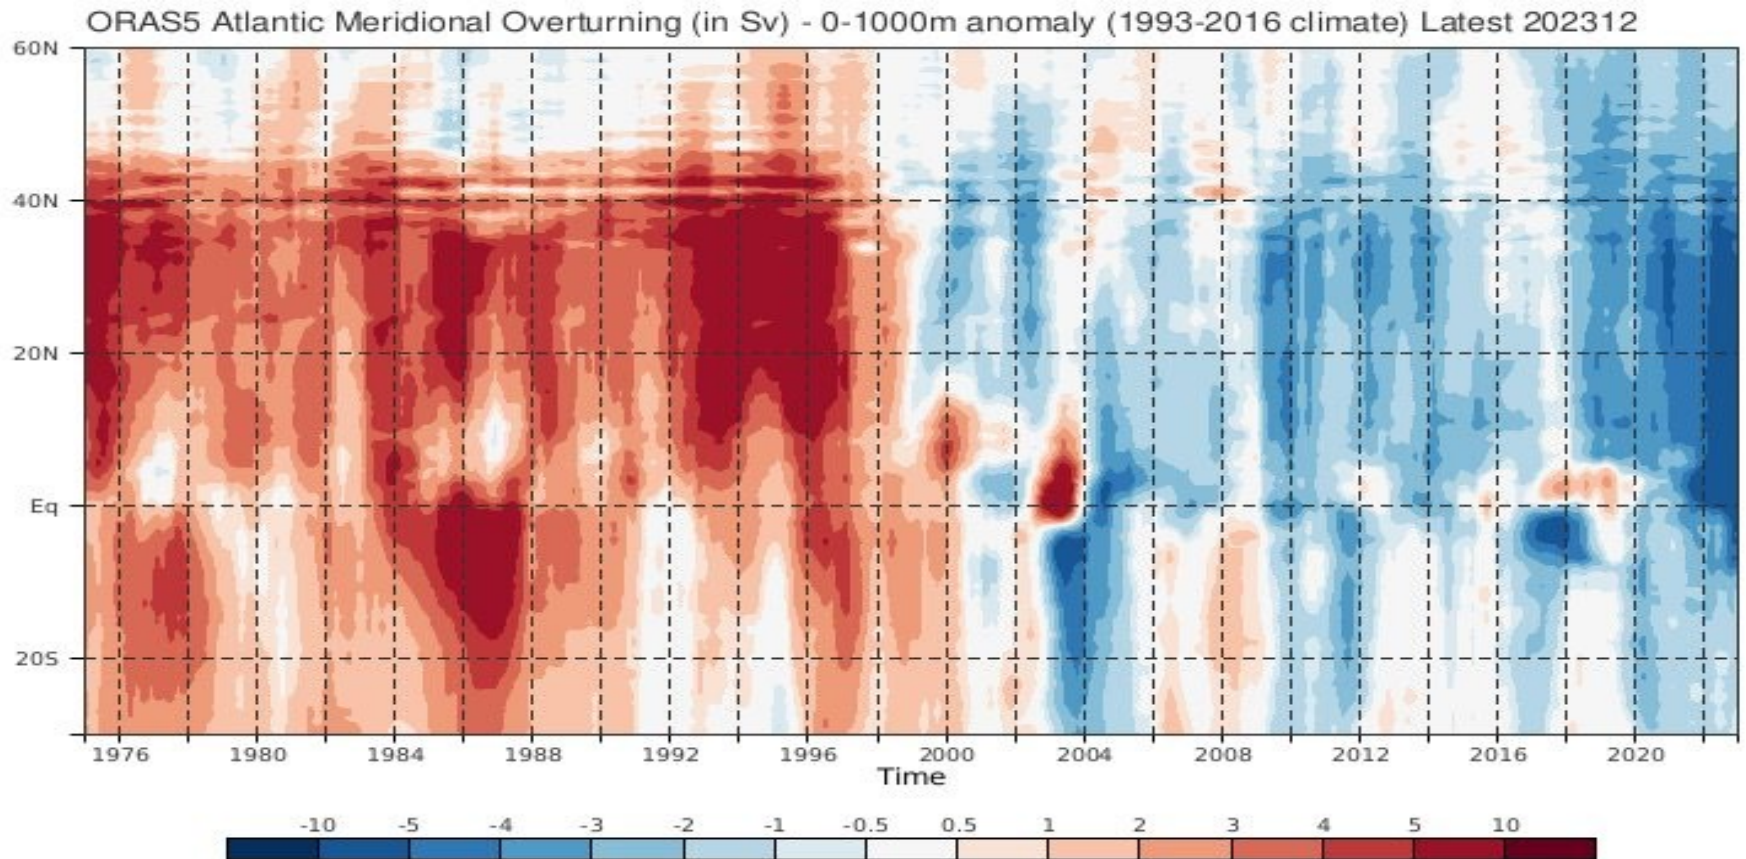 ORAS5 Atlantic Meridional Overturning (in Sv) - 0-1000m anomaly (1993-2016 climate) Latest 202312
60N
40N
20N
Eq
20S
1976 1980 1984 1988 1992 1996 2000 2004 2008 2012 2016 2020
Time
-10 -5 -4 -3 -2 -1 -0.5 0.5 1 2 3 4 5 10